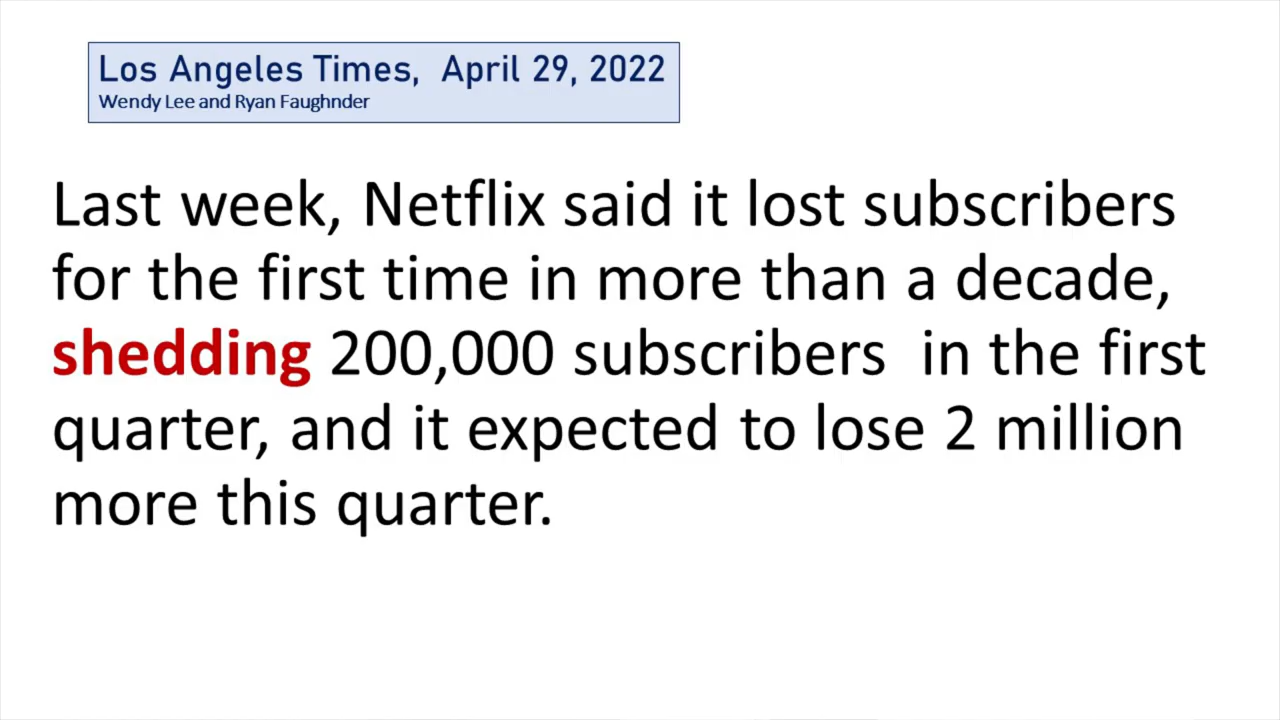 Los Angeles Times, April 29, 2022
Wendy Lee and Ryan Faughnder
Last week, Netflix said it lost subscribers
for the first time in more than a decade,
shedding 200,000 subscribers in the first
quarter, and it expected to lose 2 million
more this quarter.